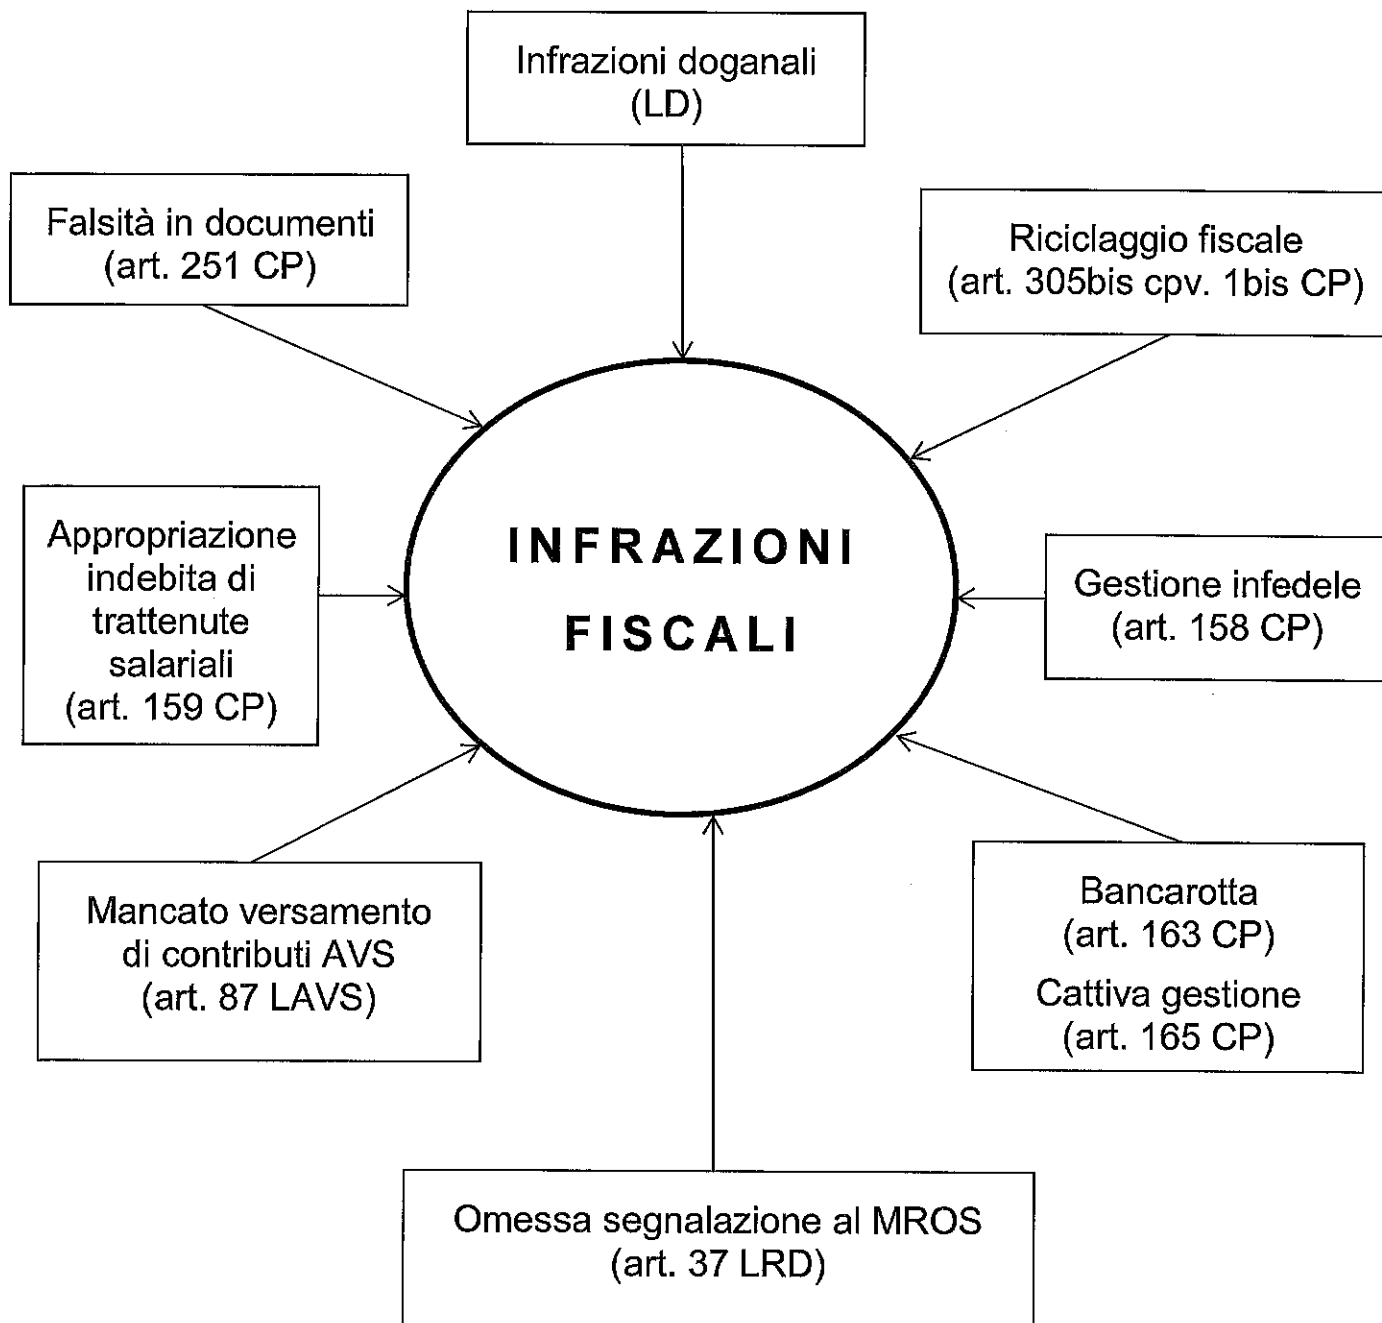 Infrazioni doganali
(LD)
Falsità in documenti
(art. 251 CP)
Riciclaggio fiscale
(art. 305bis cpv. 1bis CP)
Appropriazione
indebita di
trattenute
salariali
(art. 159 CP)
INFRAZIONI
FISCALI
Gestione infedele
(art. 158 CP)
Mancato versamento
di contributi AVS
(art. 87 LAVS)
Bancarotta
(art. 163 CP)
Cattiva gestione
(art. 165 CP)
Omessa segnalazione al MROS
(art. 37 LRD)